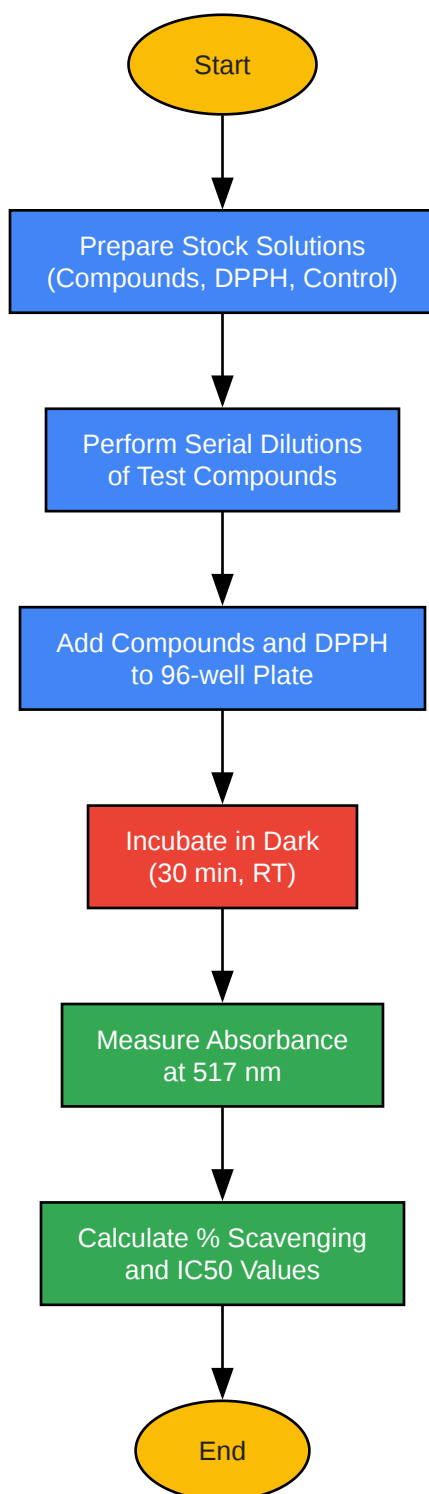 Start
Prepare Stock Solutions
(Compounds, DPPH, Control)
Perform Serial Dilutions
of Test Compounds
Add Compounds and DPPH
to 96-well Plate
Incubate in Dark
(30 min, RT)
Measure Absorbance
at 517 nm
Calculate % Scavenging
and IC50 Values
End